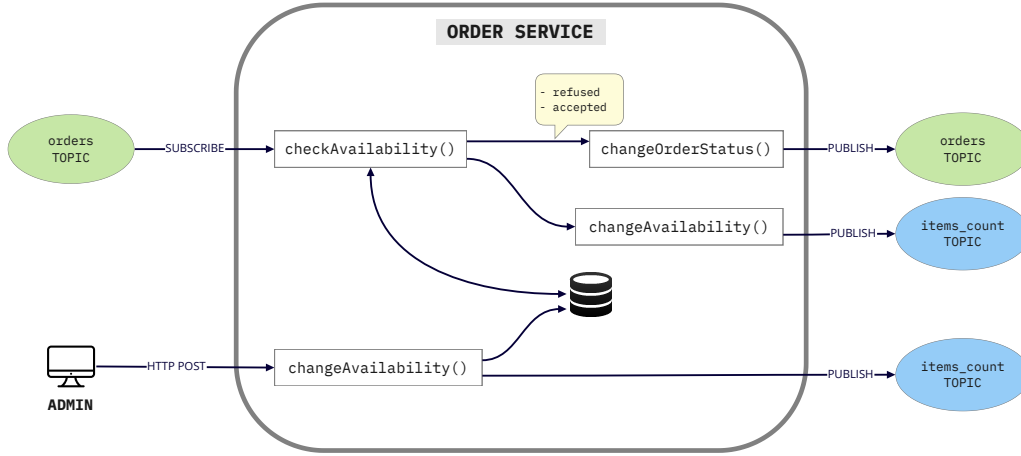 ORDER SERVICE
- refused
- accepted
orders
TOPIC
SUBSCRIBE
checkAvailability()
changeOrderStatus()
PUBLISH
orders
TOPIC
changeAvailability()
PUBLISH
items_count
TOPIC
HTTP POST
changeAvailability()
PUBLISH
items_count
TOPIC
ADMIN